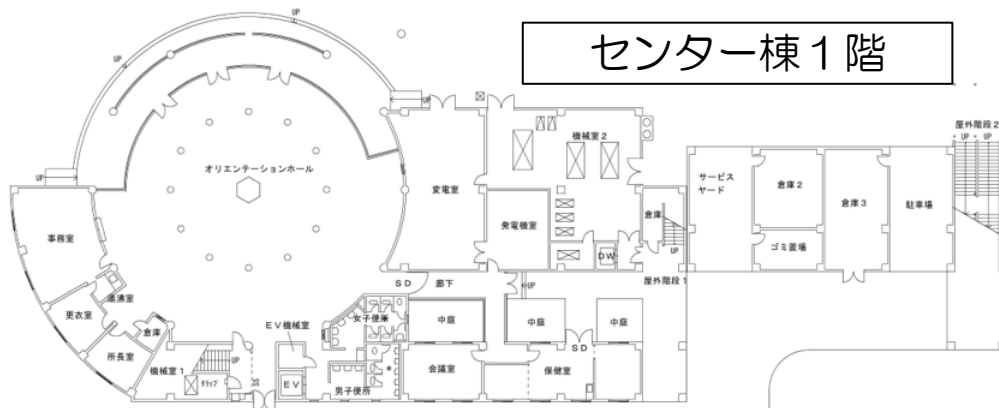 センター棟1階
UP
UP
UP
UP
屋外階段2
UP
UP
機械室2
オリエンテーションホール
変電室
サービス
ヤード
倉庫2
倉庫3
駐車場
事務室
発電機室
倉庫
UP
ゴミ置場
DW
湯沸室
SD
廊下
UP
屋外階段1
更衣室
倉庫
EV機械室
女子便所
中庭
中庭
中庭
所長室
機械室1
UP
SD
会議室
保健室
EV
男子便所
SS